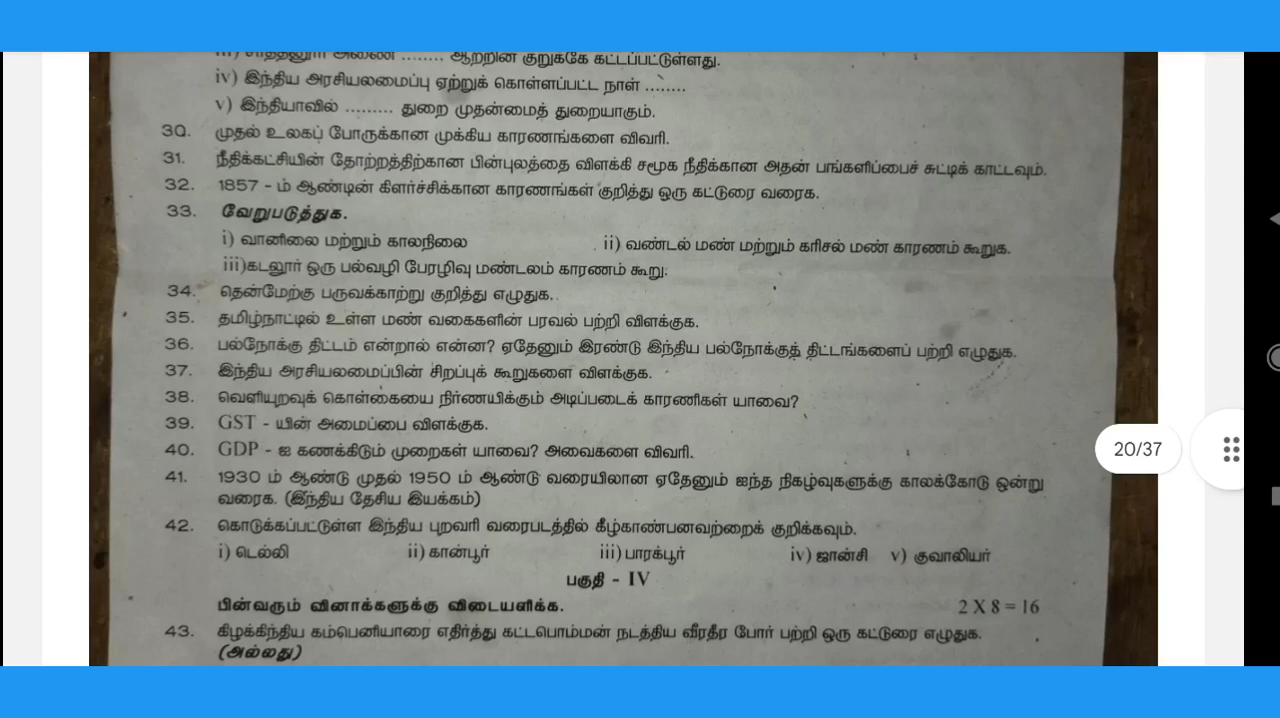 iii) சாத்தனூர் அணை ........ ஆற்றின் குறுக்கே கட்டப்பட்டுள்ளது.
iv) இந்திய அரசியலமைப்பு ஏற்றுக் கொள்ளப்பட்ட நாள் ........
v) இந்தியாவில் ......... துறை முதன்மைத் துறையாகும்.
30. முதல் உலகப் போருக்கான முக்கிய காரணங்களை விவரி.
31. நீதிக்கட்சியின் தோற்றத்திற்கான பின்புலத்தை விளக்கி சமூக நீதிக்கான அதன் பங்களிப்பைச் சுட்டிக் காட்டவும்.
32. 1857 - ம் ஆண்டின் கிளர்ச்சிக்கான காரணங்கள் குறித்து ஒரு கட்டுரை வரைக.
33. வேறுபடுத்துக.
i) வானிலை மற்றும் காலநிலை ii) வண்டல் மண் மற்றும் கரிசல் மண் காரணம் கூறுக.
iii)கடலூர் ஒரு பல்வழி பேரழிவு மண்டலம் காரணம் கூறு.
34. தென்மேற்கு பருவக்காற்று குறித்து எழுதுக.
35. தமிழ்நாட்டில் உள்ள மண் வகைகளின் பரவல் பற்றி விளக்குக.
36. பல்நோக்கு திட்டம் என்றால் என்ன? ஏதேனும் இரண்டு இந்திய பல்நோக்குத் திட்டங்களைப் பற்றி எழுதுக.
37. இந்திய அரசியலமைப்பின் சிறப்புக் கூறுகளை விளக்குக.
38. வெளியுறவுக் கொள்கையை நிர்ணயிக்கும் அடிப்படைக் காரணிகள் யாவை?
39. GST - யின் அமைப்பை விளக்குக.
40. GDP - ஐ கணக்கிடும் முறைகள் யாவை? அவைகளை விவரி.
41. 1930 ம் ஆண்டு முதல் 1950 ம் ஆண்டு வரையிலான ஏதேனும் ஐந்த நிகழ்வுகளுக்கு காலக்கோடு ஒன்று
வரைக. (இந்திய தேசிய இயக்கம்)
42. கொடுக்கப்பட்டுள்ள இந்திய புறவரி வரைபடத்தில் கீழ்காண்பனவற்றைக் குறிக்கவும்.
i) டெல்லி ii) கான்பூர் iii) பாரக்பூர் iv) ஜான்சி v) குவாலியர்
பகுதி - IV
பின்வரும் வினாக்களுக்கு விடையளிக்க. 2 X 8 = 16
43. கிழக்கிந்திய கம்பெனியாரை எதிர்த்து கட்டபொம்மன் நடத்திய வீரதீர போர் பற்றி ஒரு கட்டுரை எழுதுக.
(அல்லது)
20/37